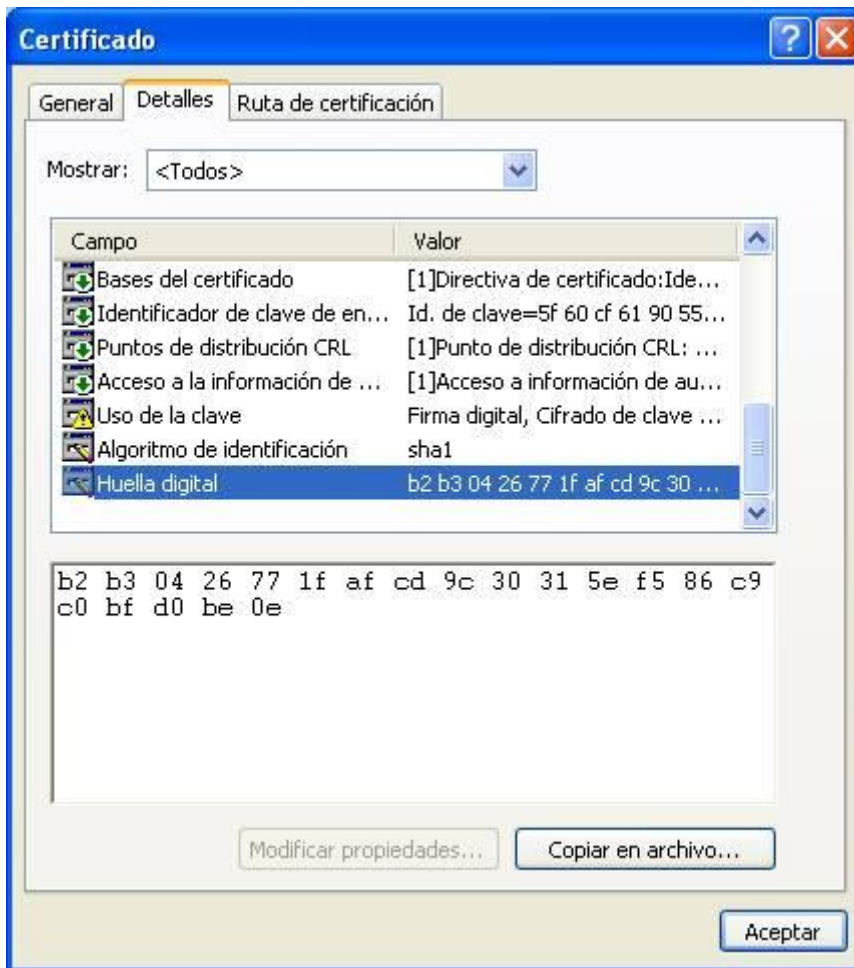 Certificado
General Detalles Ruta de certificación
Mostrar: <Todos>
Campo Valor
Bases del certificado [1]Directiva de certificado:Ide...
Identificador de clave de en... Id. de clave=5f 60 cf 61 90 55...
Puntos de distribución CRL [1]Punto de distribución CRL: ...
Acceso a la información de ... [1]Acceso a información de au...
Uso de la clave Firma digital, Cifrado de clave ...
Algoritmo de identificación sha1
Huella digital b2 b3 04 26 77 1f af cd 9c 30 ...
b2 b3 04 26 77 1f af cd 9c 30 31 5e f5 86 c9
c0 bf d0 be 0e
Modificar propiedades... Copiar en archivo...
Aceptar